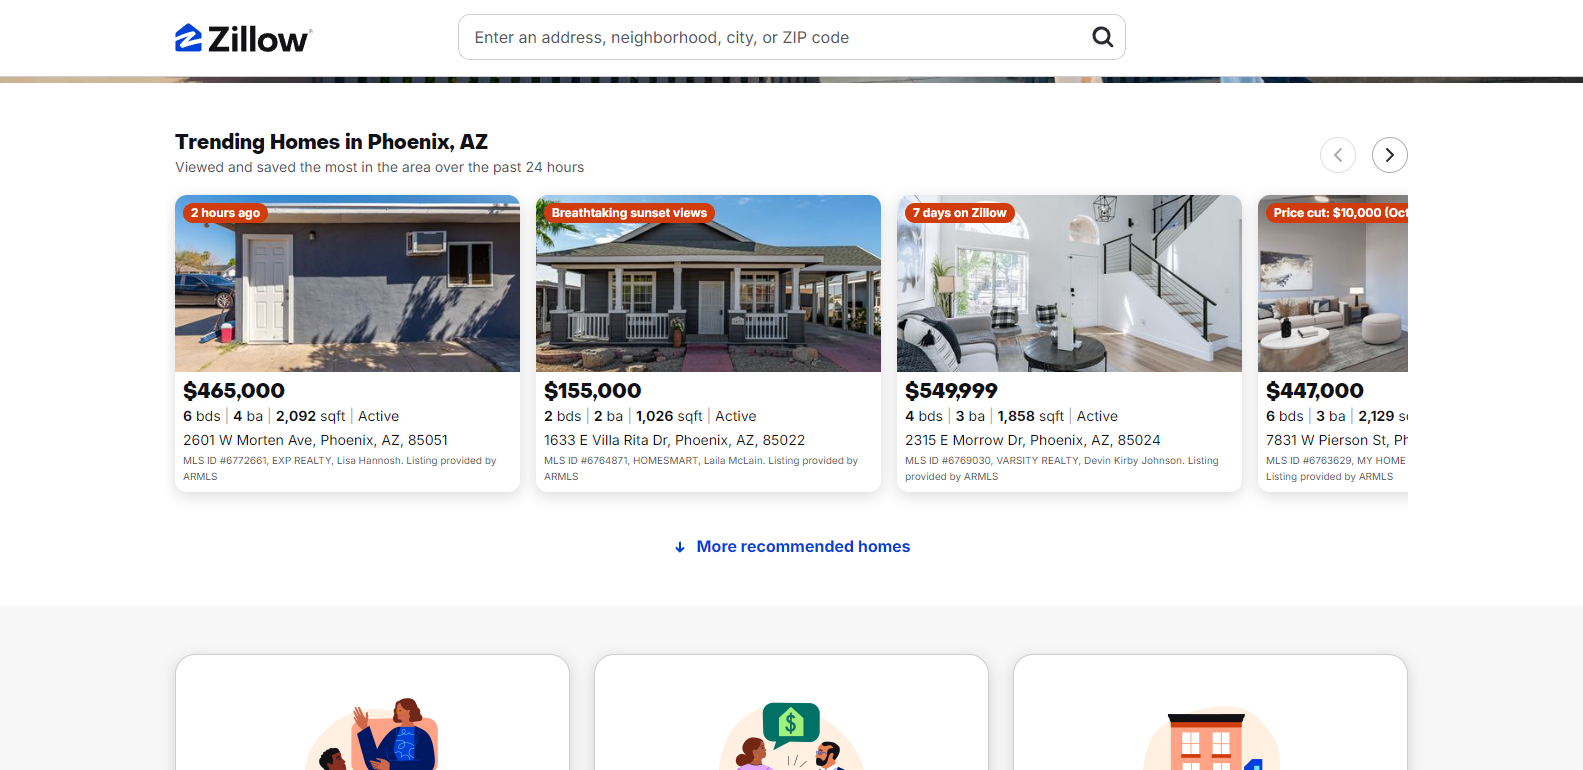 Zillow
Enter an address, neighborhood, city, or ZIP code
Trending Homes in Phoenix, AZ
Viewed and saved the most in the area over the past 24 hours
2 hours ago
$465,000
6 bds | 4 ba | 2,092 sqft | Active
2601 W Morten Ave, Phoenix, AZ, 85051
MLS ID #6772661, EXP REALTY, Lisa Hannosh. Listing provided by
ARMLS
Breathtaking sunset views
$155,000
2 bds | 2 ba | 1,026 sqft | Active
1633 E Villa Rita Dr, Phoenix, AZ, 85022
MLS ID #6764871, HOMESMART, Laila McLain. Listing provided by
ARMLS
7 days on Zillow
$549,999
4 bds | 3 ba | 1,858 sqft | Active
2315 E Morrow Dr, Phoenix, AZ, 85024
MLS ID #6769030, VARSITY REALTY, Devin Kirby Johnson. Listing
provided by ARMLS
Price cut: $10,000 (Oct
$447,000
6 bds | 3 ba | 2,129
7831 W Pierson St, Ph
MLS ID #6763629, MY HOME
Listing provided by ARMLS
More recommended homes
$